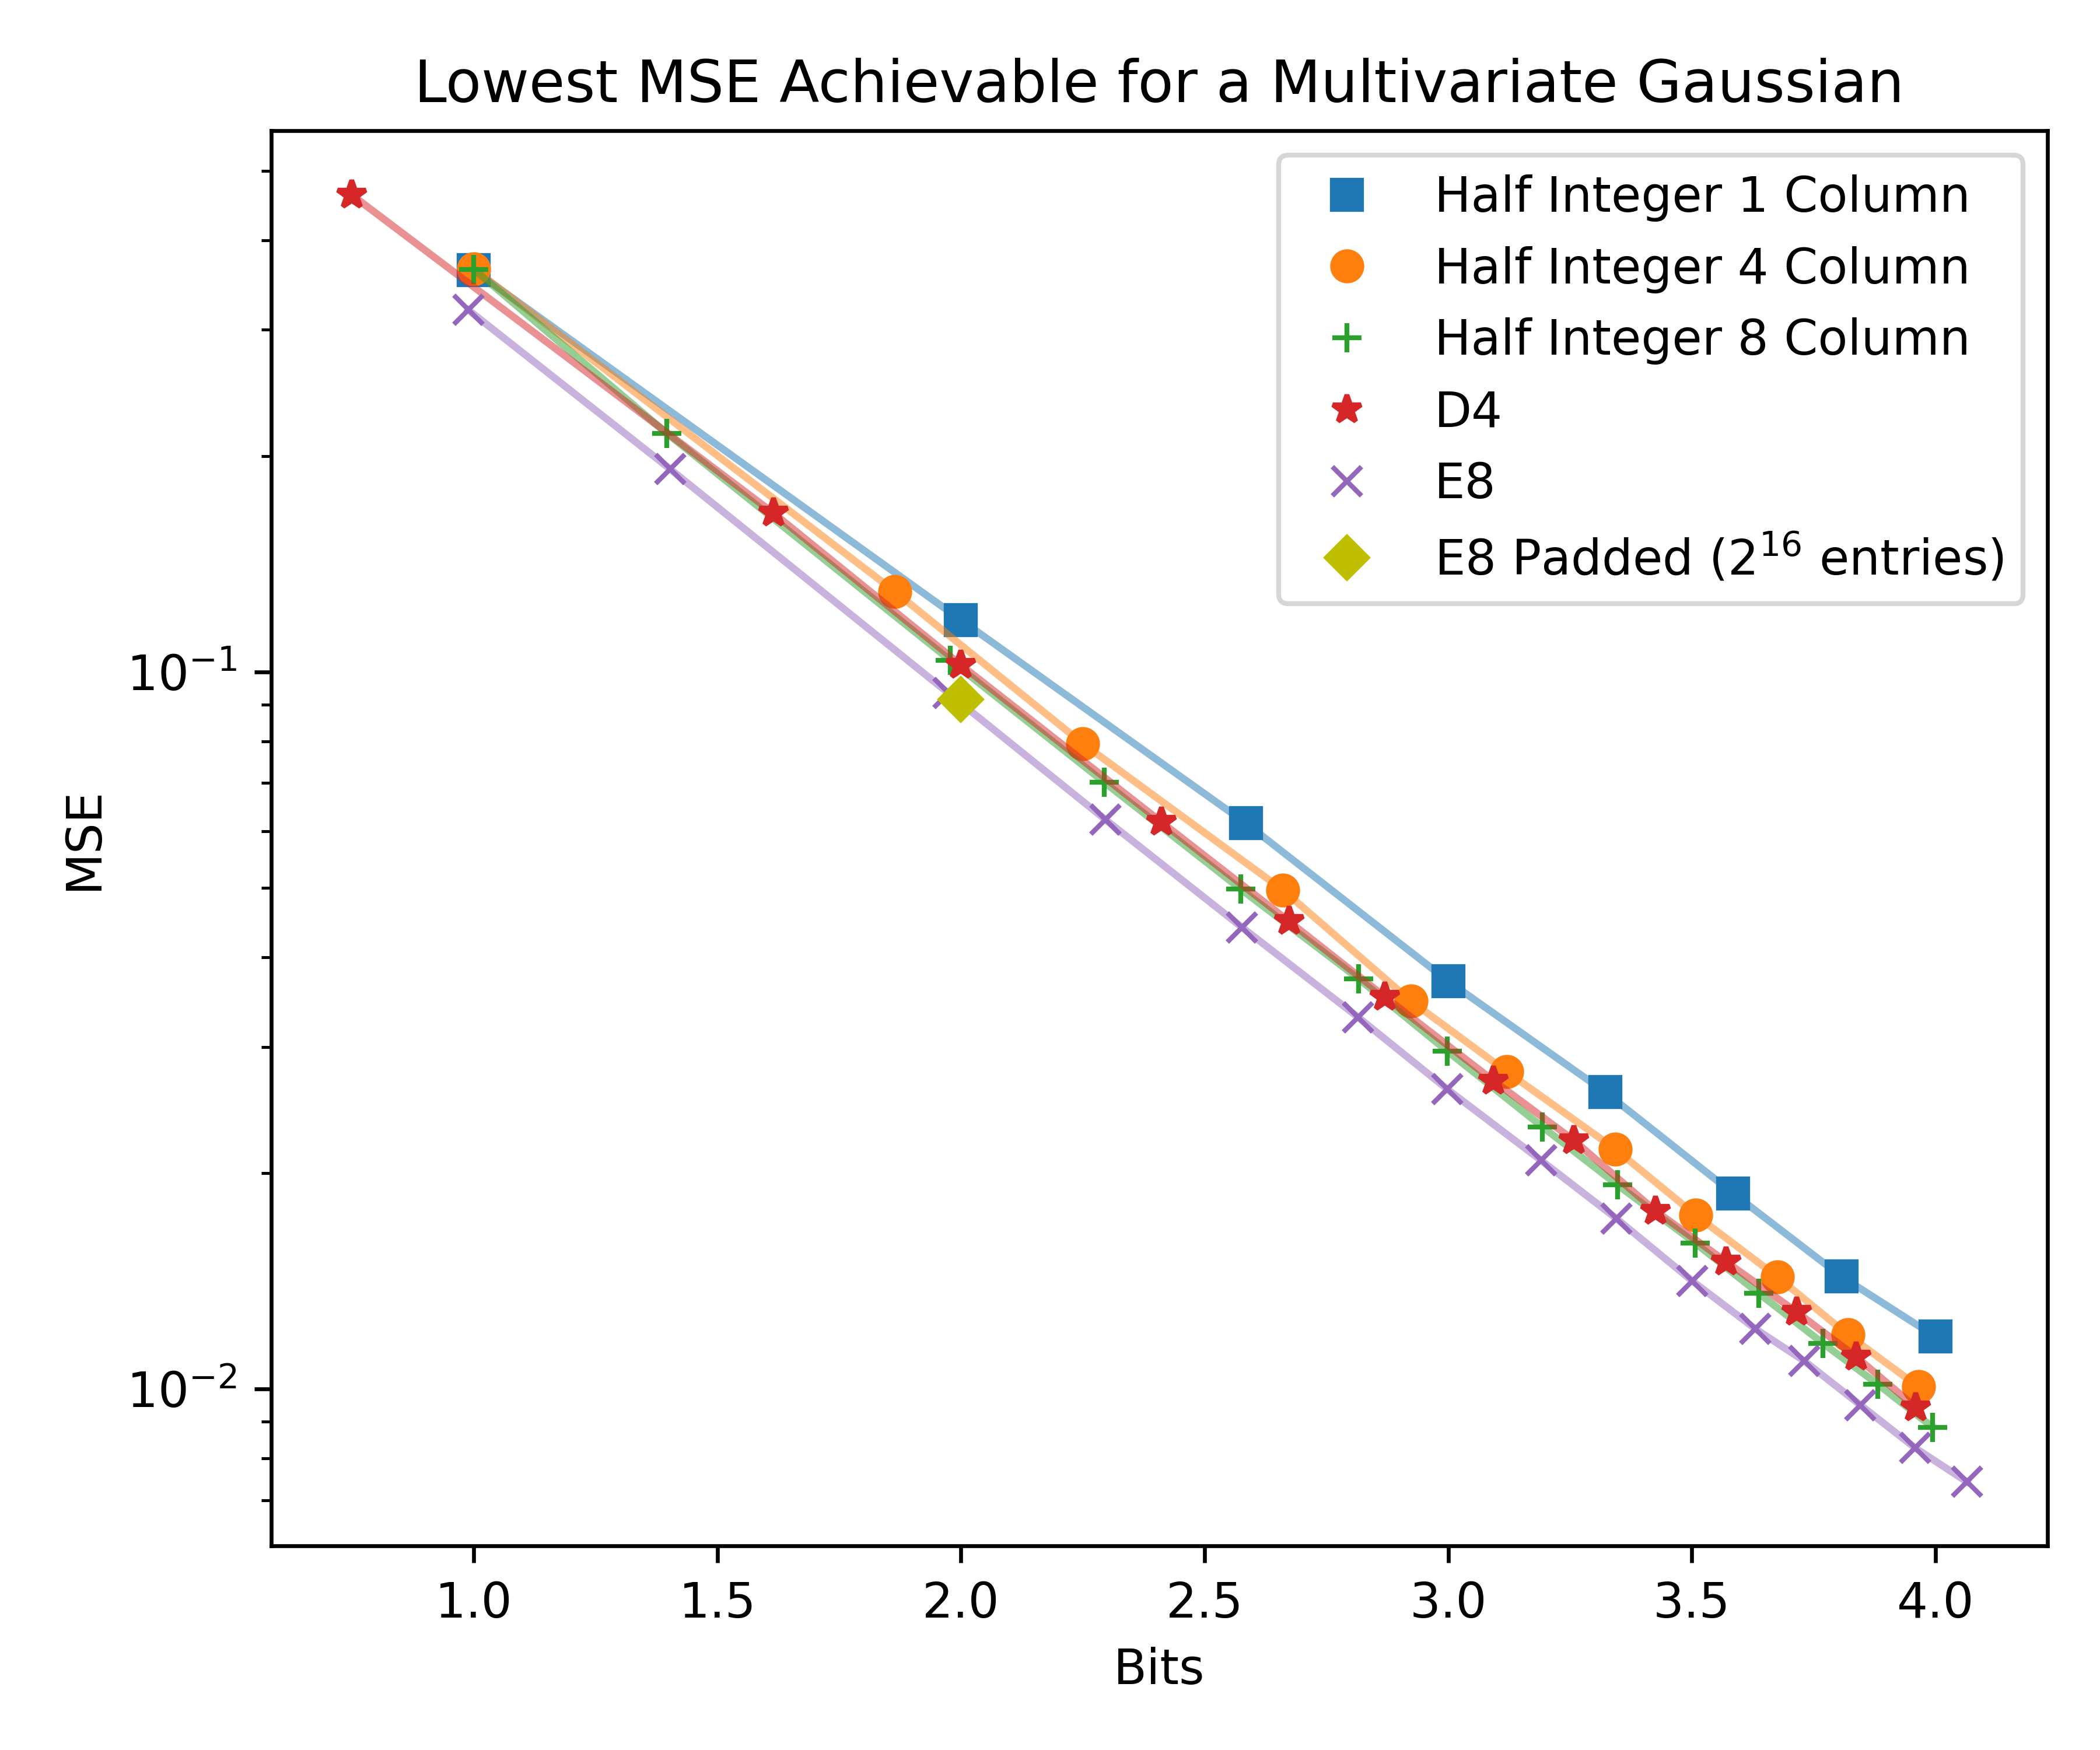 Lowest MSE Achievable for a Multivariate Gaussian
Half Integer 1 Column
Half Integer 4 Column
Half Integer 8 Column
D4
E8
E8 Padded (2^16 entries)
MSE
10^−1
10^−2
1.0 1.5 2.0 2.5 3.0 3.5 4.0
Bits